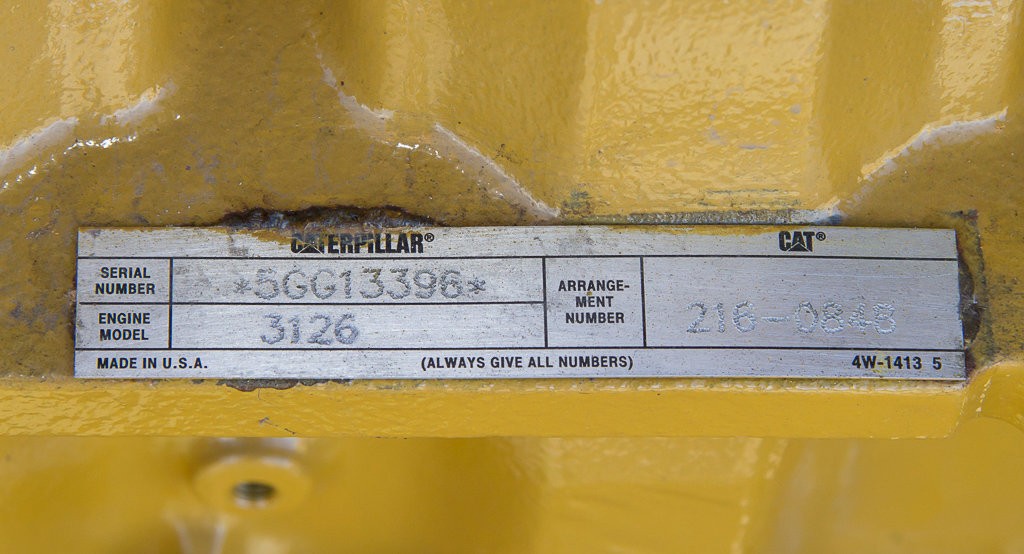 CATERPILLAR® CAT®
SERIAL NUMBER *5GG13396*
ENGINE MODEL 3126
ARRANGE-
MENT
NUMBER
216-0848
MADE IN U.S.A. (ALWAYS GIVE ALL NUMBERS) 4W-1413 5